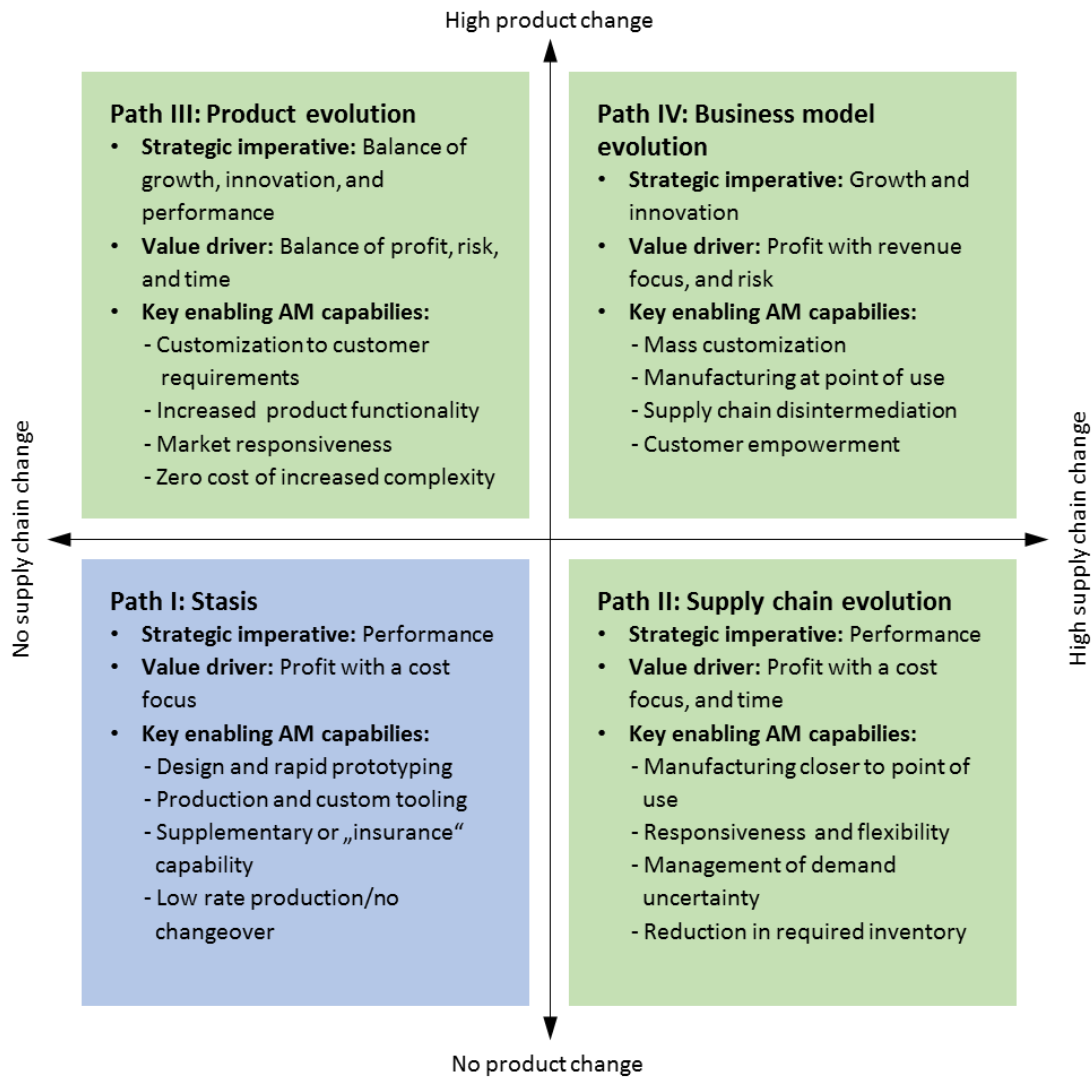 High product change
Path III: Product evolution
• Strategic imperative: Balance of
growth, innovation, and
performance
• Value driver: Balance of profit, risk,
and time
• Key enabling AM capabilies:
- Customization to customer
requirements
- Increased product functionality
- Market responsiveness
- Zero cost of increased complexity
Path IV: Business model
evolution
• Strategic imperative: Growth and
innovation
• Value driver: Profit with revenue
focus, and risk
• Key enabling AM capabilies:
- Mass customization
- Manufacturing at point of use
- Supply chain disintermediation
- Customer empowerment
No supply chain change
High supply chain change
Path I: Stasis
• Strategic imperative: Performance
• Value driver: Profit with a cost
focus
• Key enabling AM capabilies:
- Design and rapid prototyping
- Production and custom tooling
- Supplementary or „insurance“
capability
- Low rate production/no
changeover
Path II: Supply chain evolution
• Strategic imperative: Performance
• Value driver: Profit with a cost
focus, and time
• Key enabling AM capabilies:
- Manufacturing closer to point of
use
- Responsiveness and flexibility
- Management of demand
uncertainty
- Reduction in required inventory
No product change